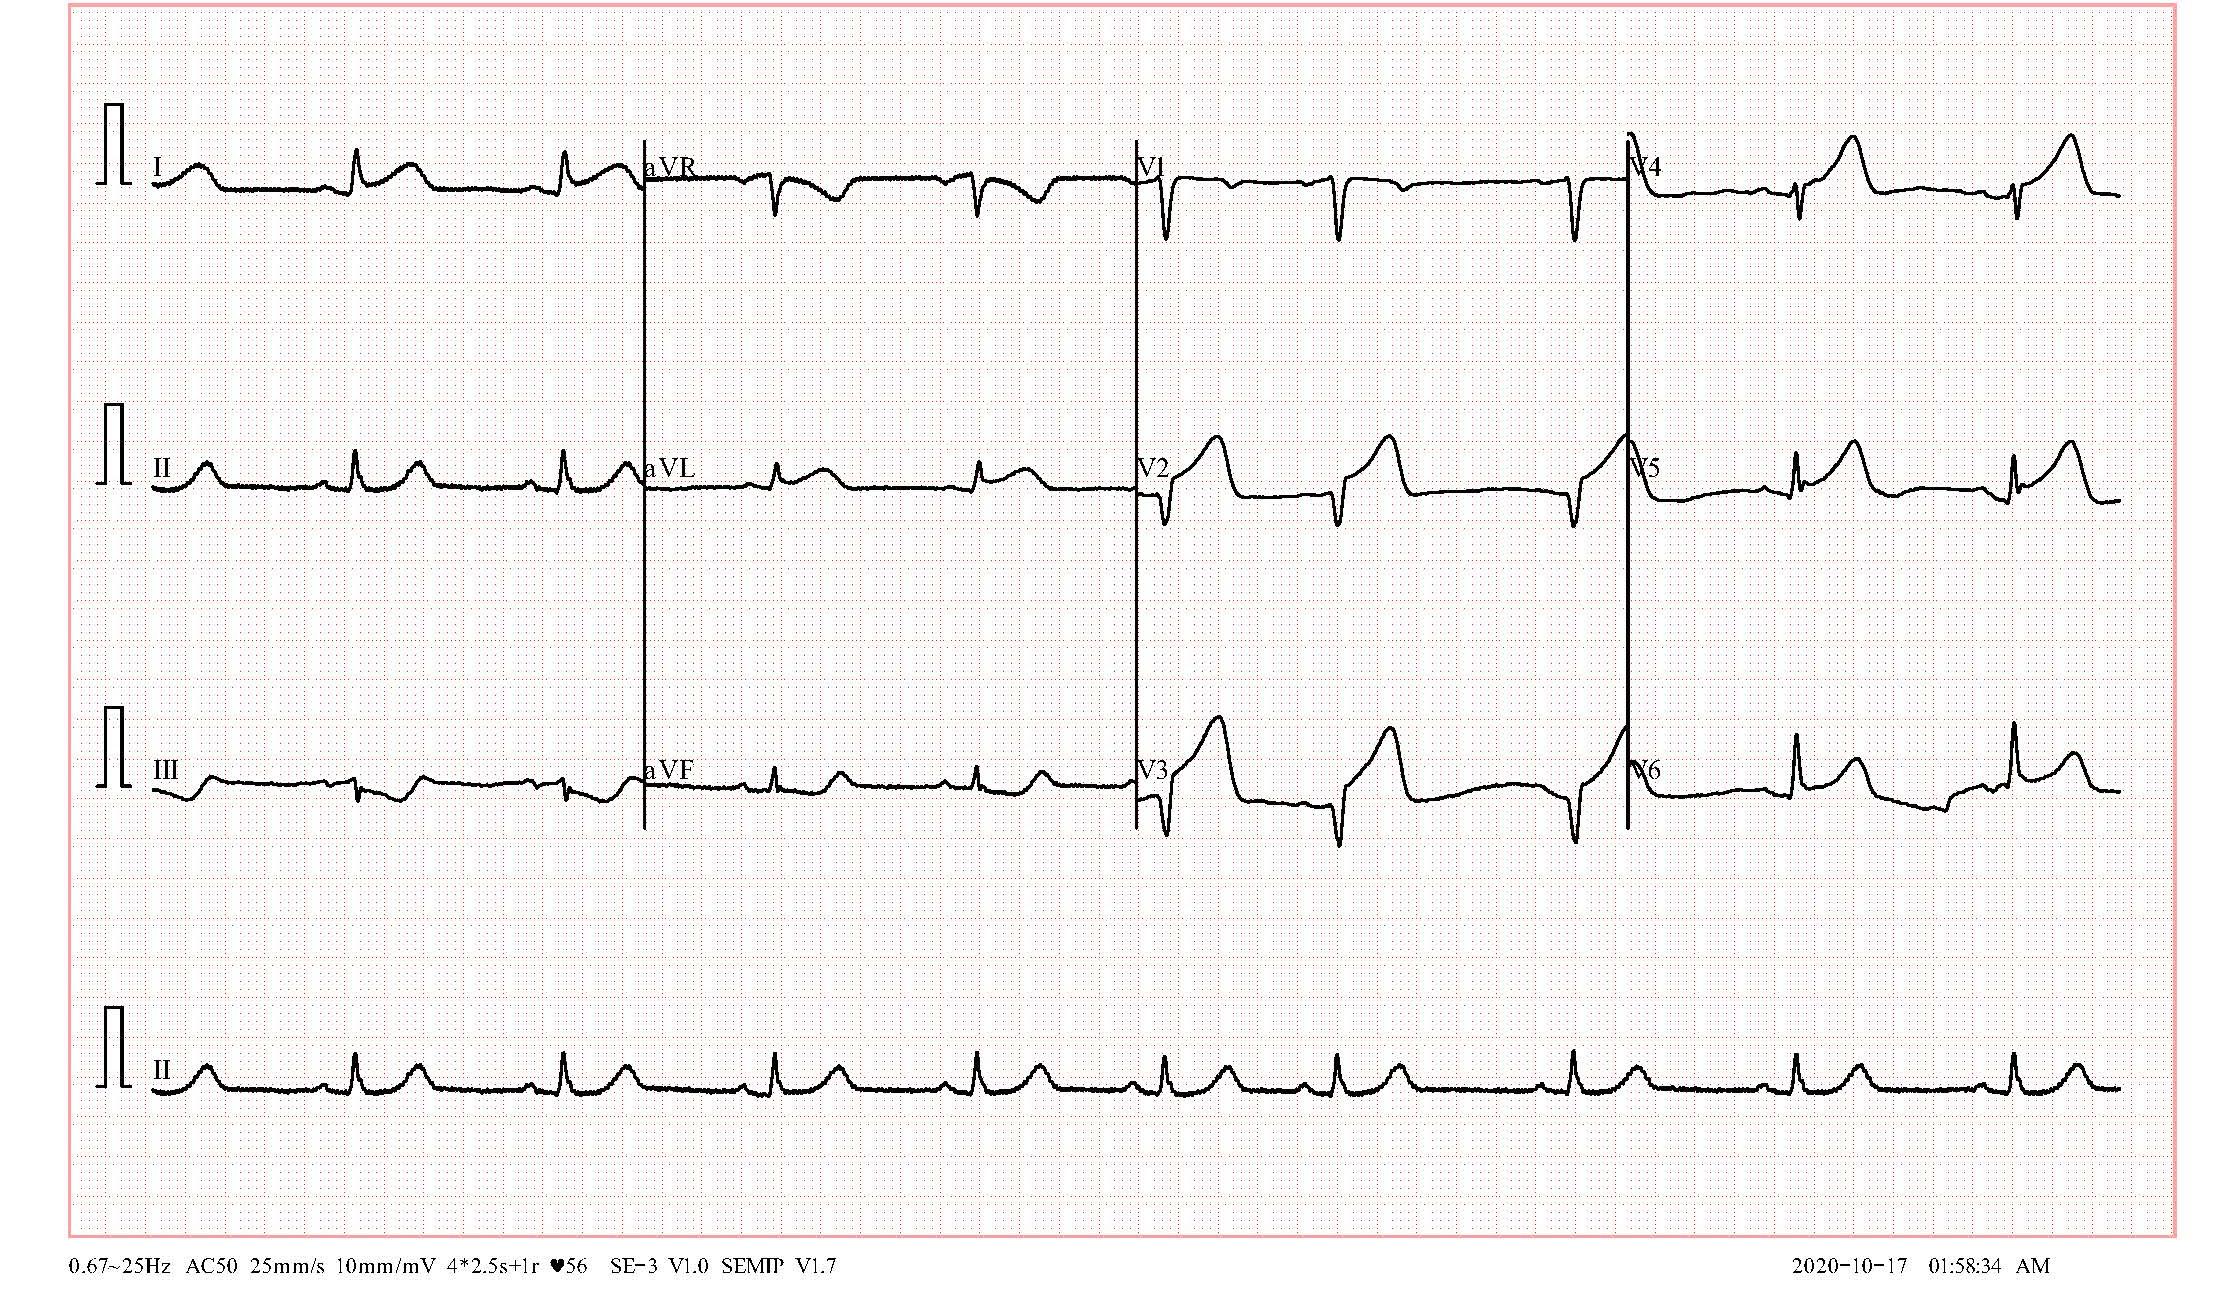 I aVR V1 V4
II aVL V2 V5
III aVF V3 V6
II
0.67~25Hz AC50 25mm/s 10mm/mV 4*2.5s+1r ♥56 SE-3 V1.0 SEMIP V1.7 2020-10-17 01:58:34 AM